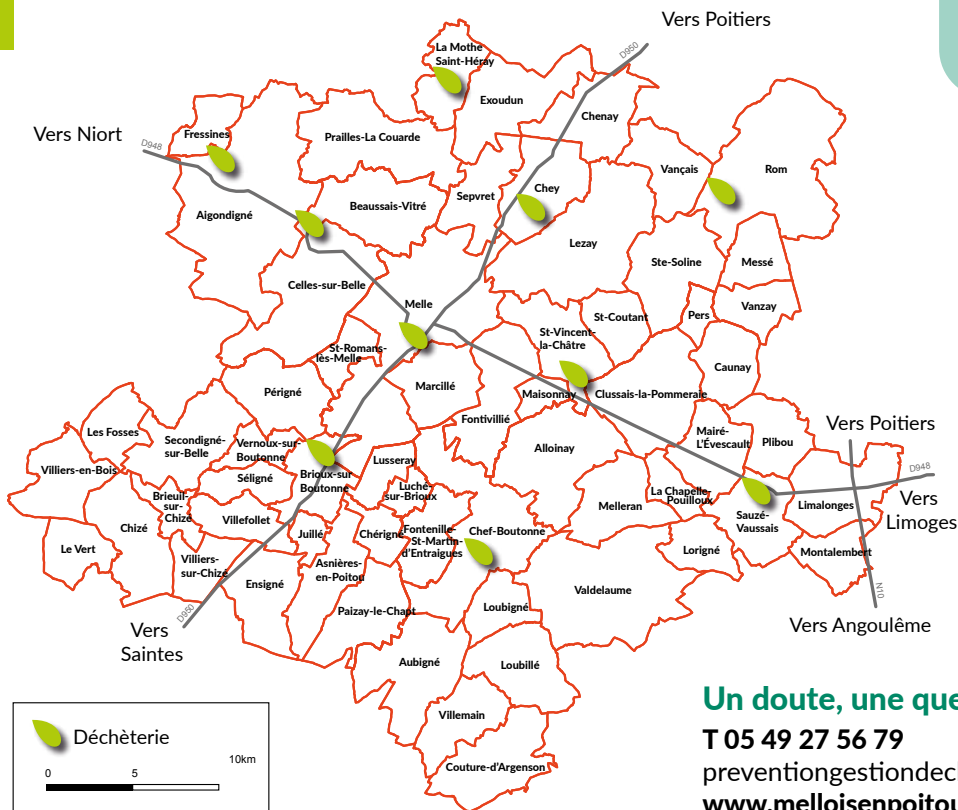 Vers Poitiers
D950
La Mothe
Saint-Héray
Exoudun
Chenay
Vers Niort
D948
Fressines
Prailles-La Couarde
Vançais
Rom
Aigondigné
Beaussais-Vitré
Sepvret
Chey
Lezay
Ste-Soline
Messé
Celles-sur-Belle
Melle
Vanzay
Pers
St-Coutant
St-Vincent-
la-Châtre
St-Romans-
lès-Melle
Caunay
Périgné
Marcillé
Maisonnay
Clussais-la-Pommeraie
Fontivillié
Alloinay
Mairé-
L'Évescault
Plibou
Vers Poitiers
Les Fosses
Secondigné-
sur-Belle
Vernoux-sur-
Boutonne
Villiers-en-Bois
Séligné
Brioux-sur
Boutonne
Lusseray
Luché-
sur-Brioux
D948
Vers
Limoges
Brieuil-
sur-
Chizé
Chizé
Villefollet
Juillé
Chérigné
Fontenille-
St-Martin-
d'Entraigues
Chef-Boutonne
Melleran
La Chapelle-
Pouilloux
Sauzé-
Vaussais
Limalonges
Le Vert
Villiers-
sur-Chizé
Ensigné
Asnières-
en-Poitou
Lorigné
Montalembert
Valdelaume
N10
D950
Paizay-le-Chapt
Loubigné
Vers Angoulême
Vers
Saintes
Aubigné
Loubillé
Villemain
Couture-d'Argenson
Déchèterie
0
5
10km
Un doute, une que
T 05 49 27 56 79
preventiongestiondec
www.melloisenpoitou